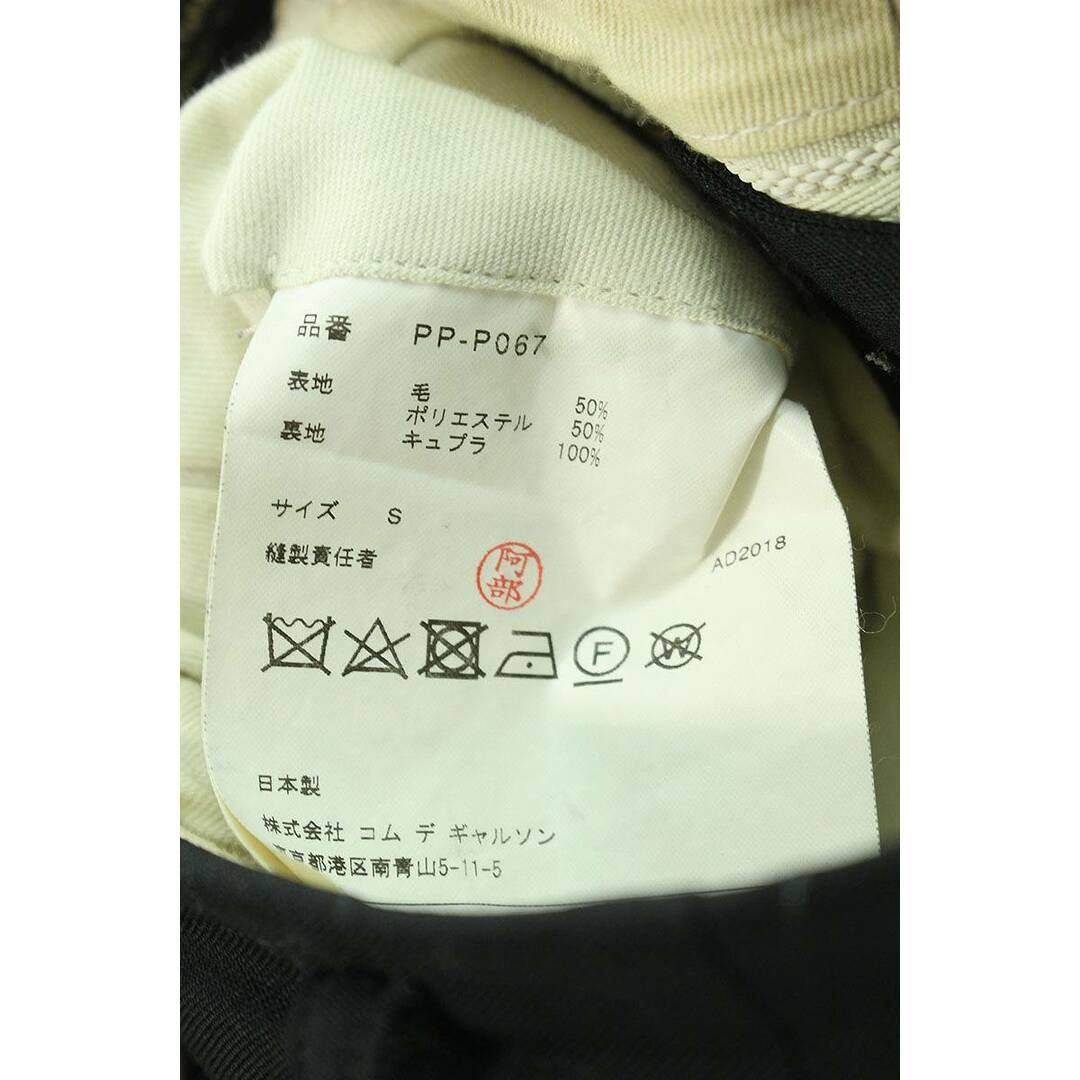 品番 PP-P067
表地 毛 50%
ポリエステル 50%
裏地 キュプラ 100%
サイズ S
縫製責任者 阿部
AD2018
F W
日本製
株式会社 コム デ ギャルソン
東京都港区南青山5-11-5